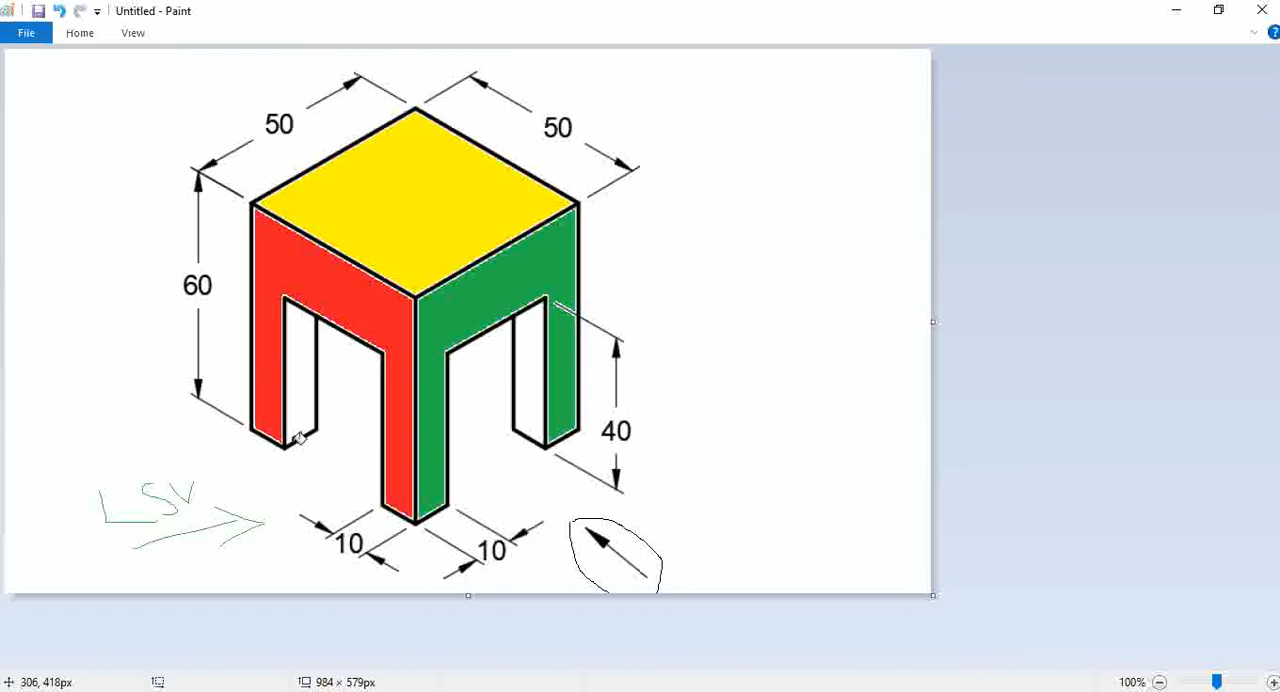 Untitled - Paint
File Home View
50
50
60
40
LSV
10
10
306, 418px
984 × 579px
100%